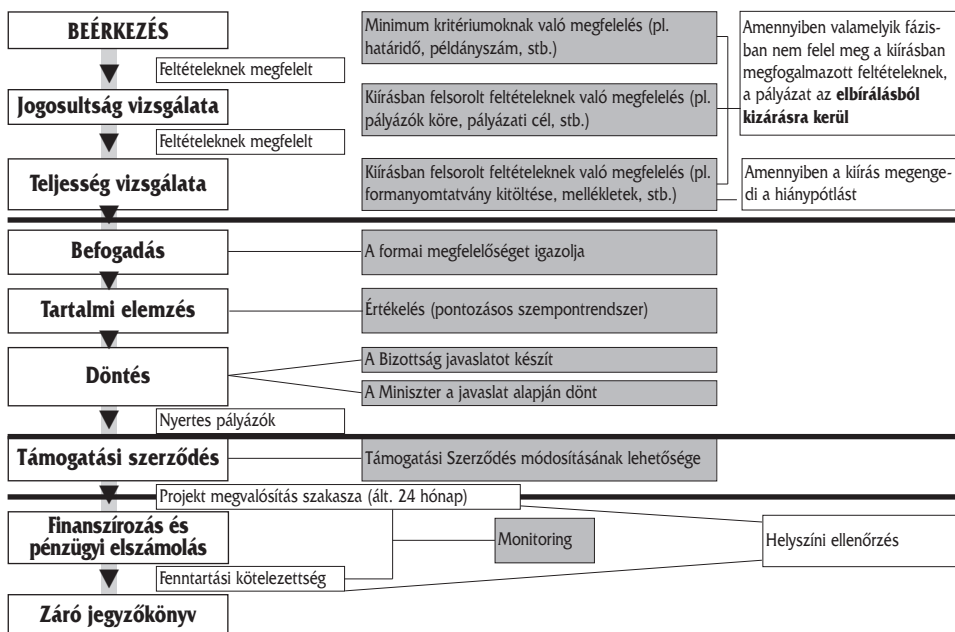 BEÉRKEZÉS
Minimum kritériumoknak való megfelelés (pl.
határidő, példányszám, stb.)
Amennyiben valamelyik fázis-
ban nem felel meg a kiírásban
megfogalmazott feltételeknek,
a pályázat az elbírálásból
kizárásra kerül
Feltételeknek megfelelt
Jogosultság vizsgálata
Kiírásban felsorolt feltételeknek való megfelelés (pl.
pályázók köre, pályázati cél, stb.)
Feltételeknek megfelelt
Teljesség vizsgálata
Kiírásban felsorolt feltételeknek való megfelelés (pl.
formanyomtatvány kitöltése, mellékletek, stb.)
Amennyiben a kiírás megenge-
di a hiánypótlást
Befogadás
A formai megfelelőséget igazolja
Tartalmi elemzés
Értékelés (pontozásos szempontrendszer)
Döntés
A Bizottság javaslatot készít
A Miniszter a javaslat alapján dönt
Nyertes pályázók
Támogatási szerződés
Támogatási Szerződés módosításának lehetősége
Projekt megvalósítás szakasza (ált. 24 hónap)
Finanszírozás és
pénzügyi elszámolás
Monitoring
Helyszíni ellenőrzés
Fenntartási kötelezettség
Záró jegyzőkönyv